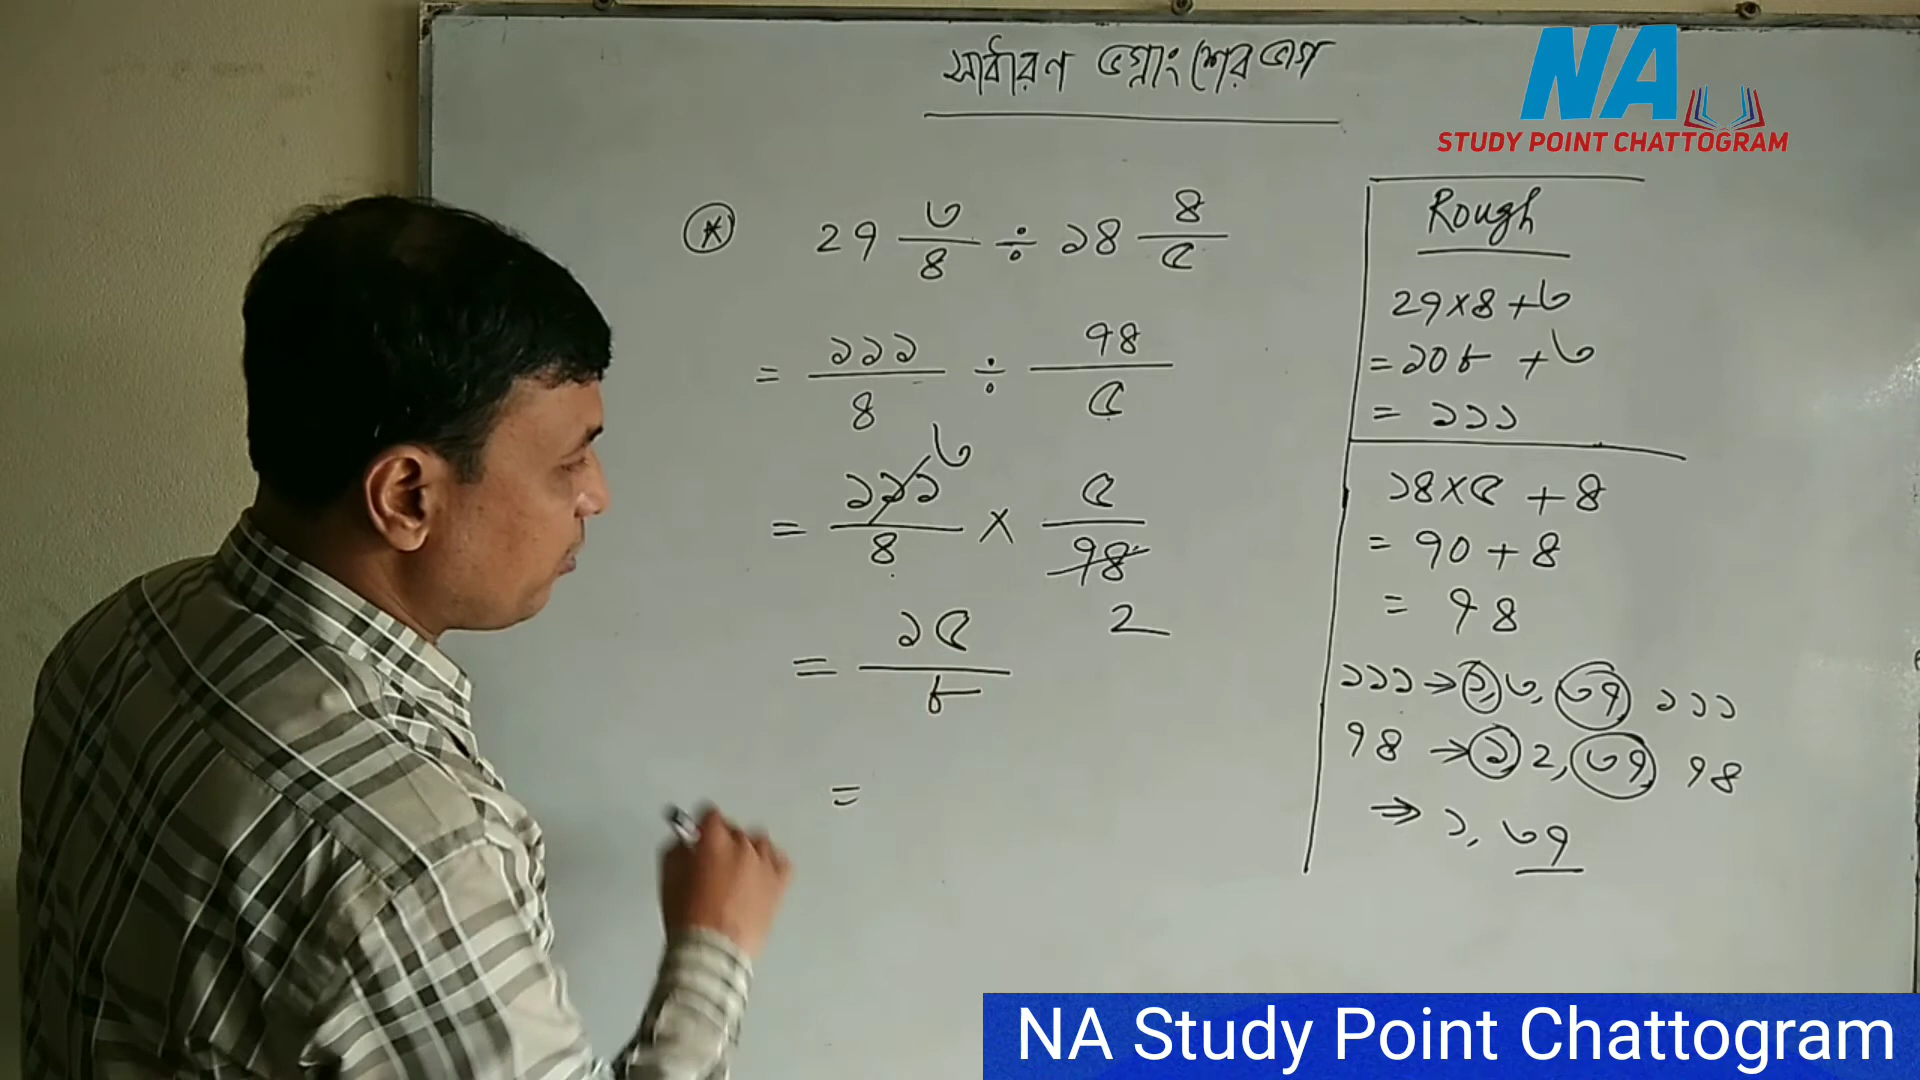 সাধারণ ভগ্নাংশের ভাগ
NA
STUDY POINT CHATTOGRAM
* ২৭ ৩/৪ ÷ ১৪ ৪/৫
= ১১১/৪ ÷ ৭৪/৫
৩
= ১১১/৪ × ৫/৭৪
২
= ১৫/৮
=
Rough
২৭×৪+৩
= ১০৮ +৩
= ১১১
১৪×৫ + ৪
= ৭০ + ৪
= ৭৪
১১১ → ১, ৩, ৩৭, ১১১
৭৪ → ১, ২, ৩৭, ৭৪
⇒ ১, ৩৭
NA Study Point Chattogram